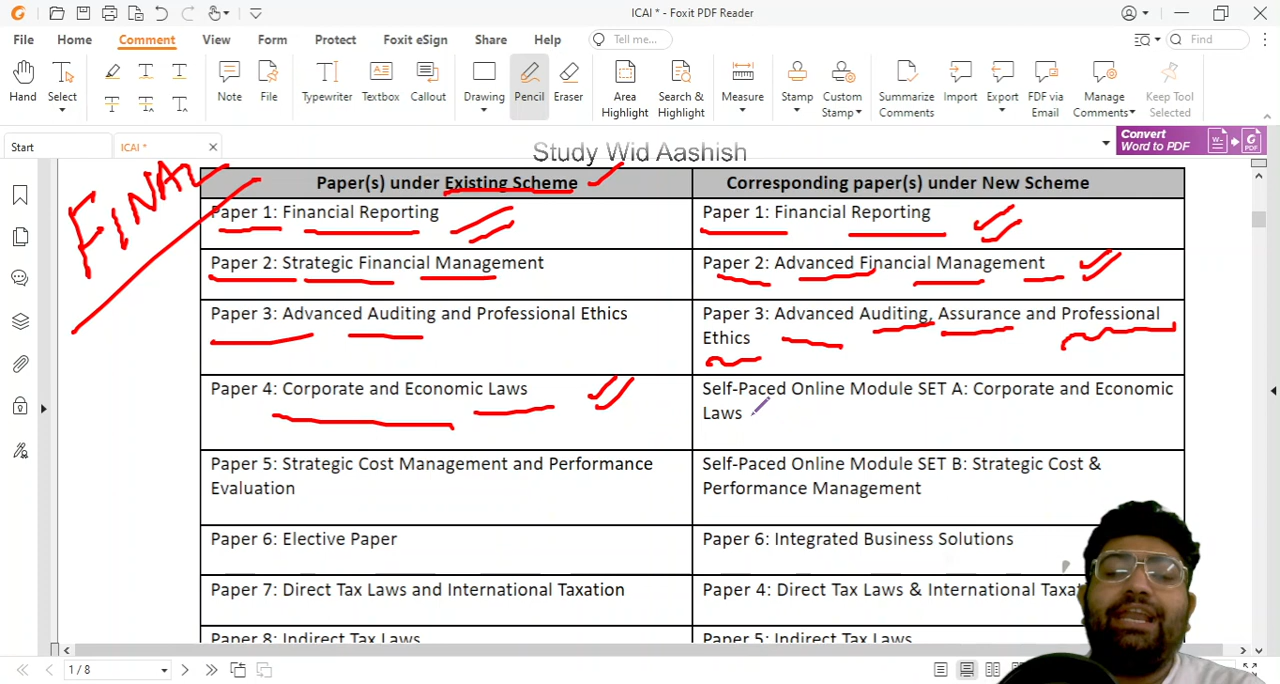 ICAI * - Foxit PDF Reader
File Home Comment View Form Protect Foxit eSign Share Help Tell me... Find
Hand Select Note File Typewriter Textbox Callout Drawing Pencil Eraser Area Highlight Search & Highlight Measure Stamp Custom Stamp Summarize Comments Import Export FDF via Email Manage Comments Keep Tool Selected
Start ICAI * Convert Word to PDF
Study Wid Aashish
FINAL
Paper(s) under Existing Scheme
Corresponding paper(s) under New Scheme
Paper 1: Financial Reporting
Paper 1: Financial Reporting
Paper 2: Strategic Financial Management
Paper 2: Advanced Financial Management
Paper 3: Advanced Auditing and Professional Ethics
Paper 3: Advanced Auditing, Assurance and Professional
Ethics
Paper 4: Corporate and Economic Laws
Self-Paced Online Module SET A: Corporate and Economic
Laws
Paper 5: Strategic Cost Management and Performance
Evaluation
Self-Paced Online Module SET B: Strategic Cost &
Performance Management
Paper 6: Elective Paper
Paper 6: Integrated Business Solutions
Paper 7: Direct Tax Laws and International Taxation
Paper 4: Direct Tax Laws & International
Paper 8: Indirect Tax Laws
Paper 5: Indirect Tax Laws
1 / 8